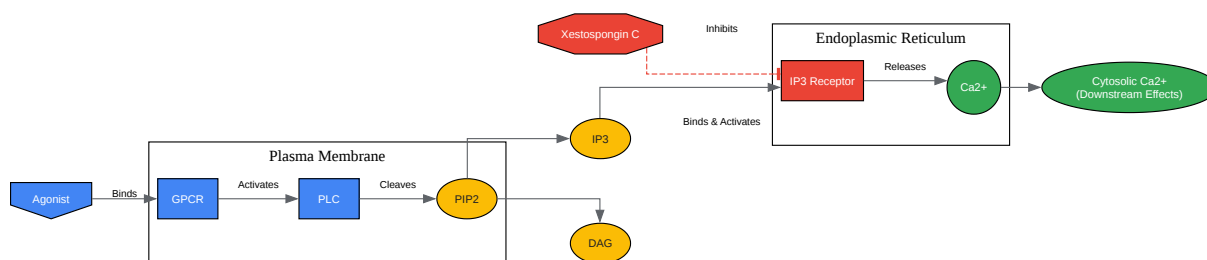 Xestospongin C
Inhibits
Endoplasmic Reticulum
IP3 Receptor
Releases
Ca2+
Cytosolic Ca2+
(Downstream Effects)
Binds & Activates
IP3
Plasma Membrane
Agonist
Binds
GPCR
Activates
PLC
Cleaves
PIP2
DAG